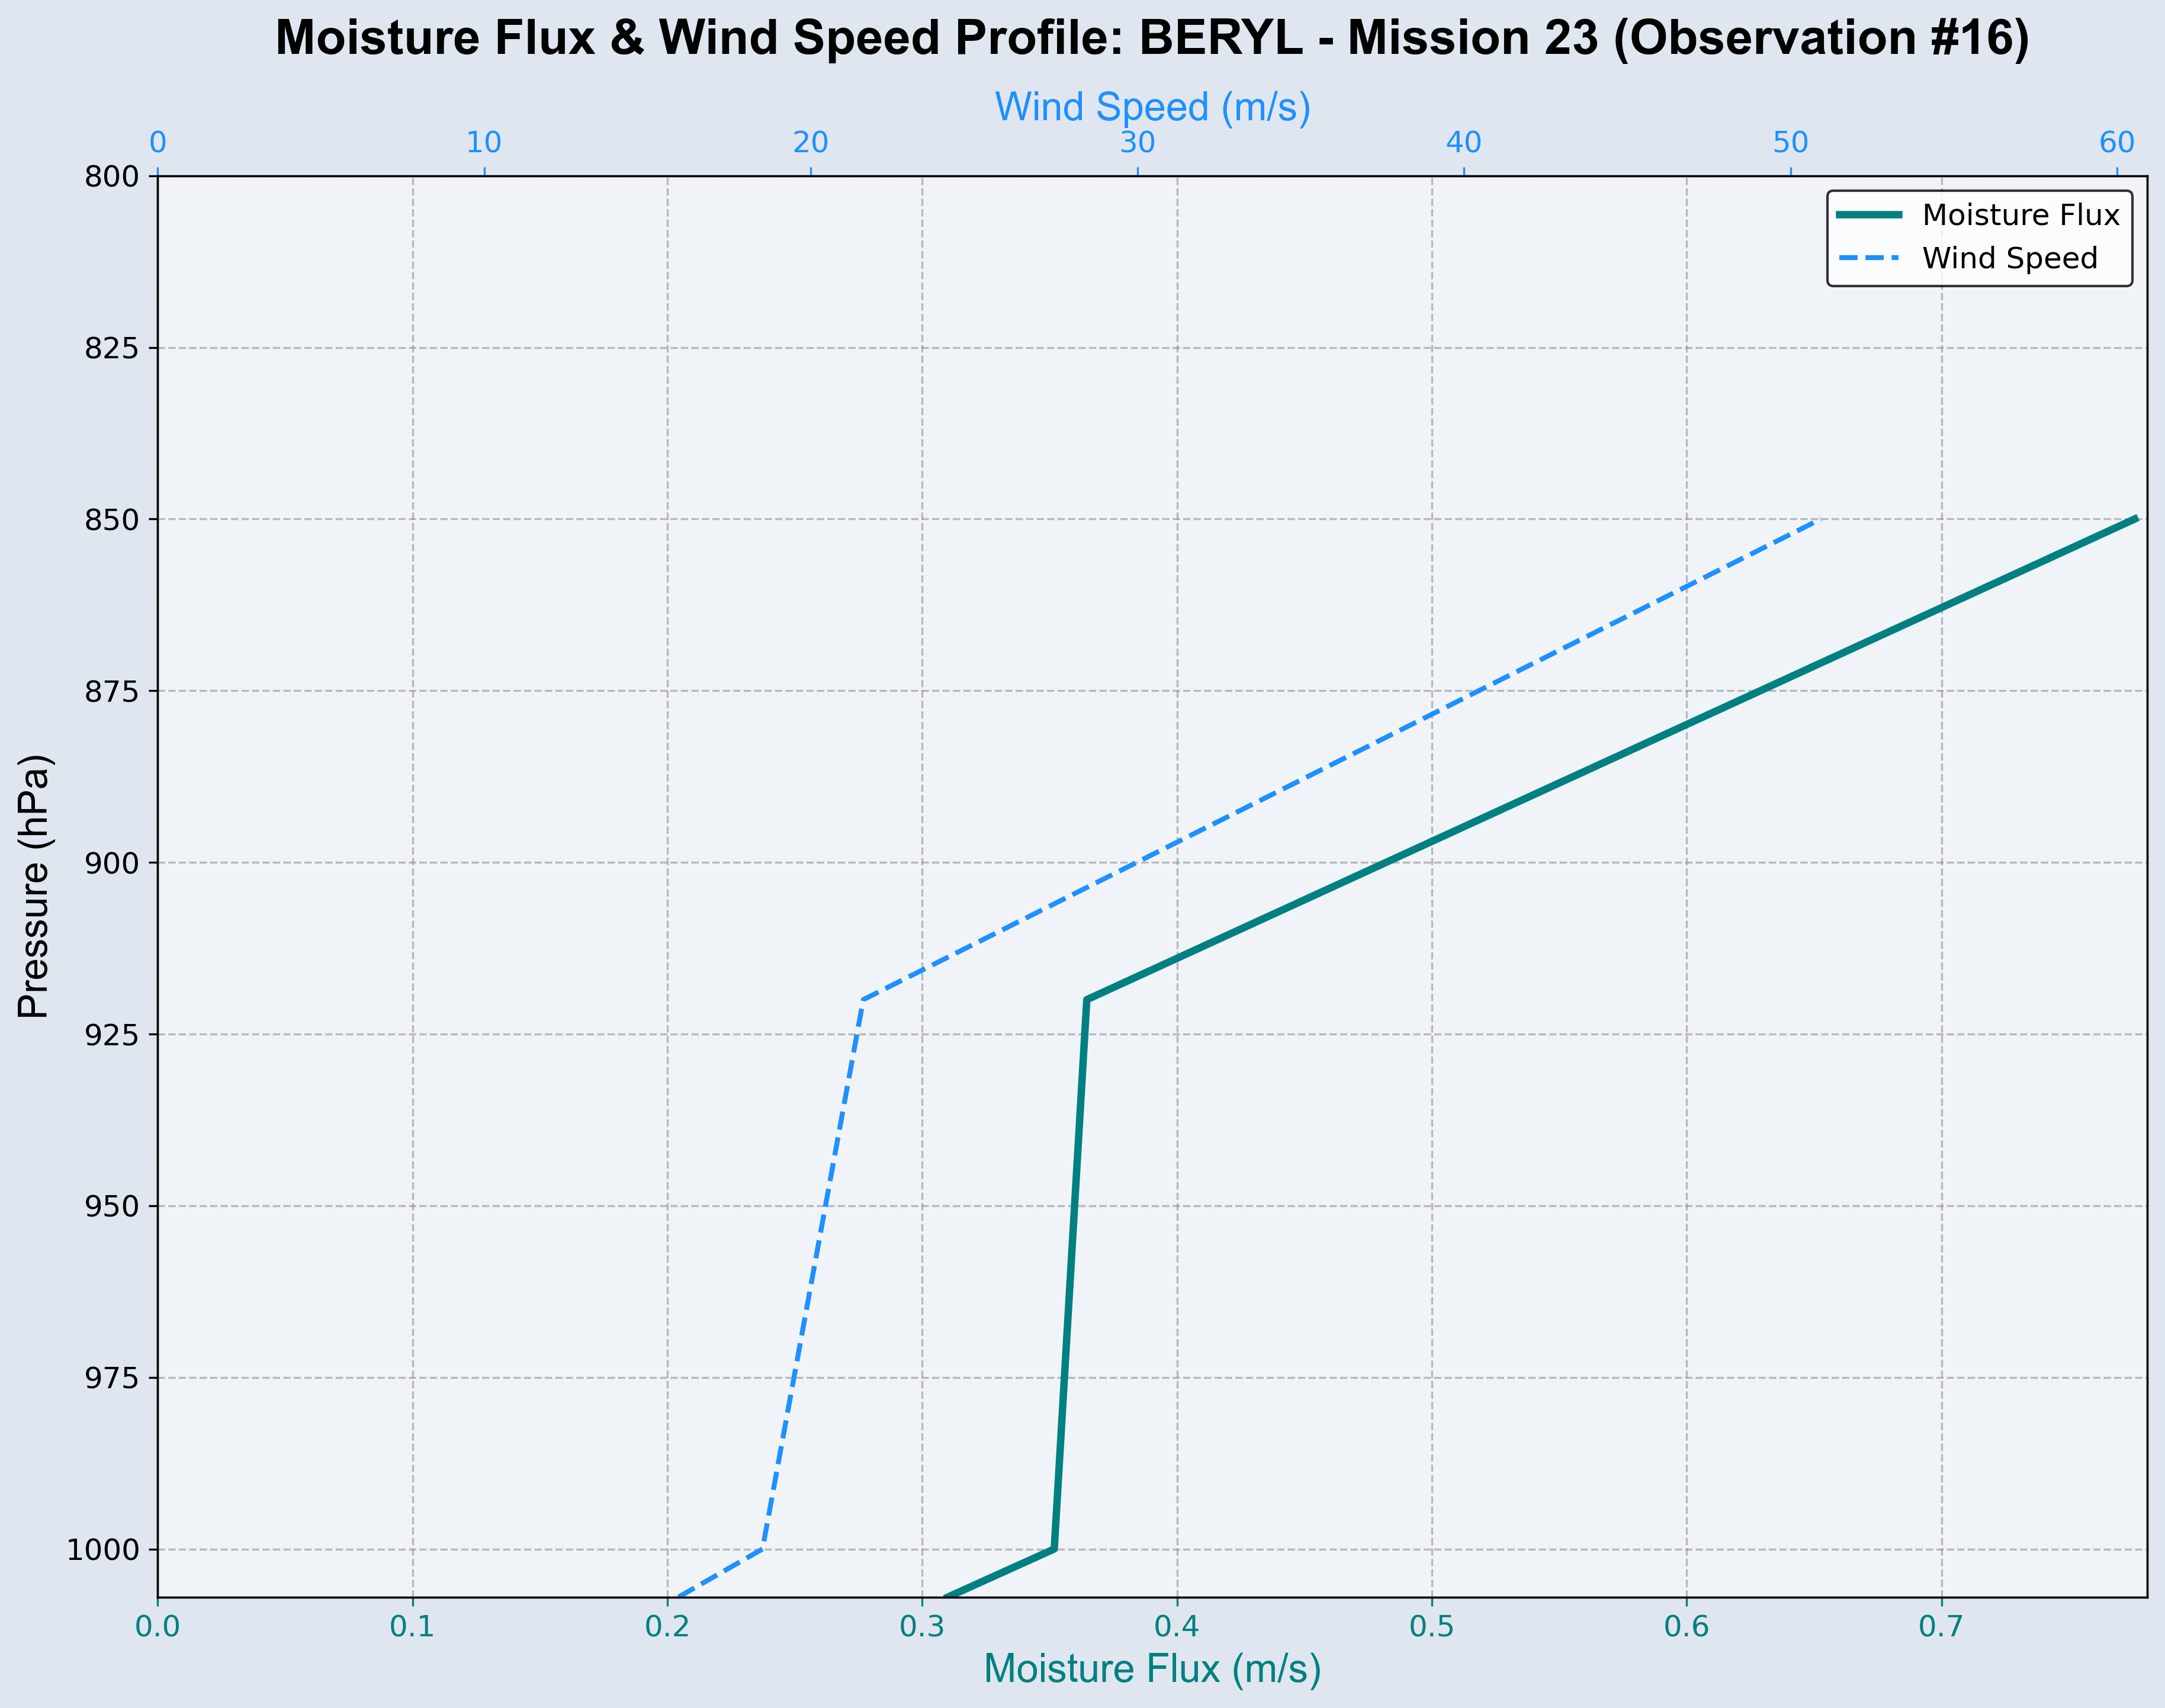 Moisture Flux & Wind Speed Profile: BERYL - Mission 23 (Observation #16)
Wind Speed (m/s)
0 10 20 30 40 50 60
Moisture Flux
Wind Speed
Pressure (hPa)
800
825
850
875
900
925
950
975
1000
0.0 0.1 0.2 0.3 0.4 0.5 0.6 0.7
Moisture Flux (m/s)